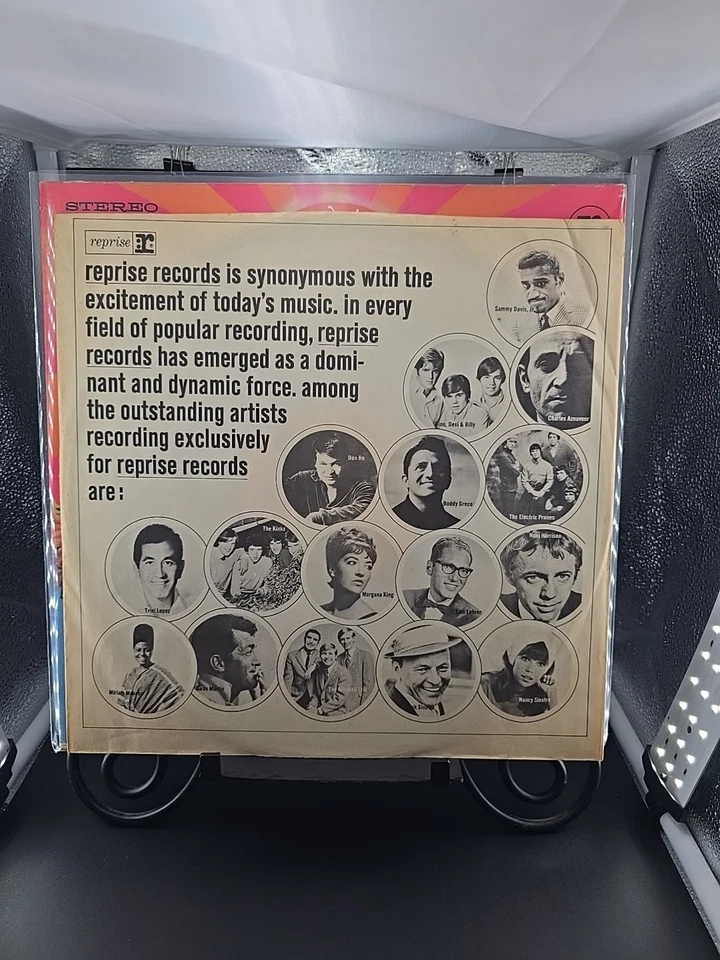 STEREO
reprise r:
reprise records is synonymous with the
excitement of today's music. in every
field of popular recording, reprise
records has emerged as a domi-
nant and dynamic force. among
the outstanding artists
recording exclusively
for reprise records
are:
Sammy Davis, Jr.
Dino, Desi & Billy
Charles Aznavour
Don Ho
Buddy Greco
The Electric Prunes
Trini Lopez
The Kinks
Morgana King
Tom Lehrer
Noel Harrison
Miriam Makeba
Dean Martin
Nancy Sinatra